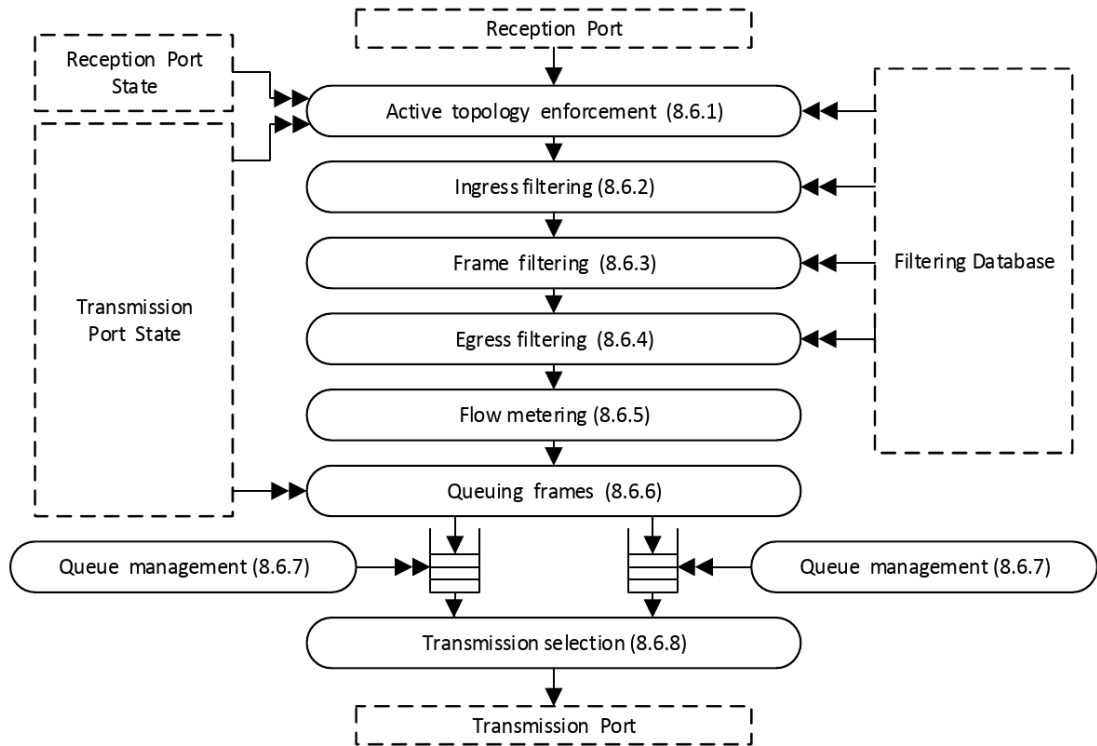 Reception Port
Reception Port
State
Active topology enforcement (8.6.1)
Ingress filtering (8.6.2)
Frame filtering (8.6.3)
Filtering Database
Transmission
Port State
Egress filtering (8.6.4)
Flow metering (8.6.5)
Queuing frames (8.6.6)
Queue management (8.6.7)
Queue management (8.6.7)
Transmission selection (8.6.8)
Transmission Port